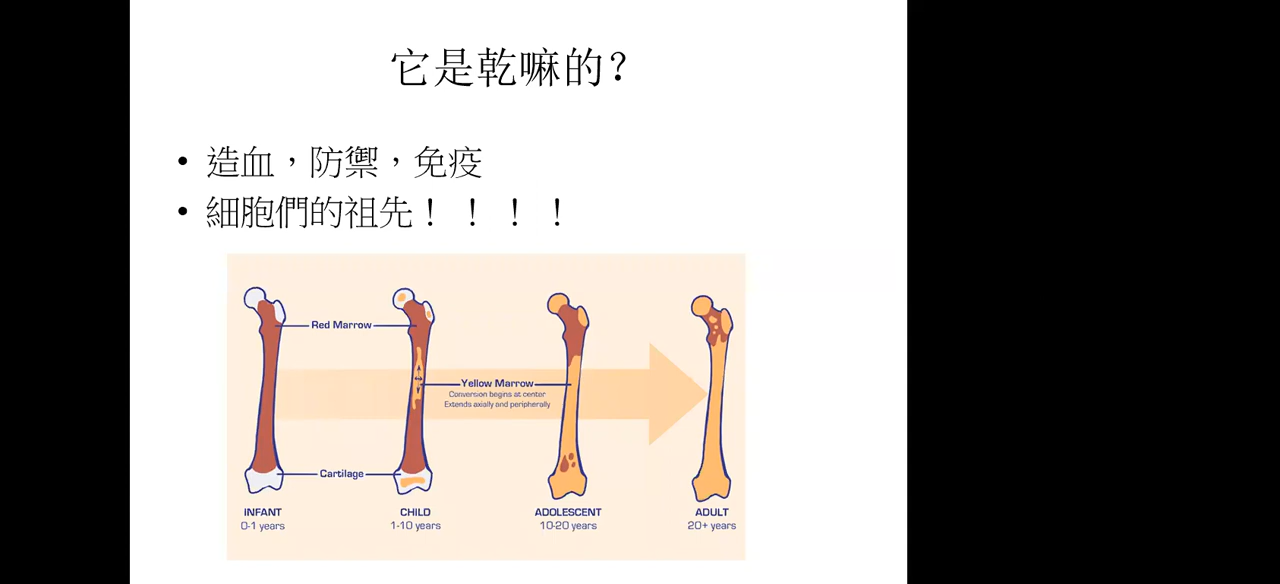 它是乾嘛的？
• 造血，防禦，免疫
• 細胞們的祖先！！！！
Red Marrow
Yellow Marrow
Conversion begins at center
Extends axially and peripherally
Cartilage
INFANT
0-1 years
CHILD
1-10 years
ADOLESCENT
10-20 years
ADULT
20+ years